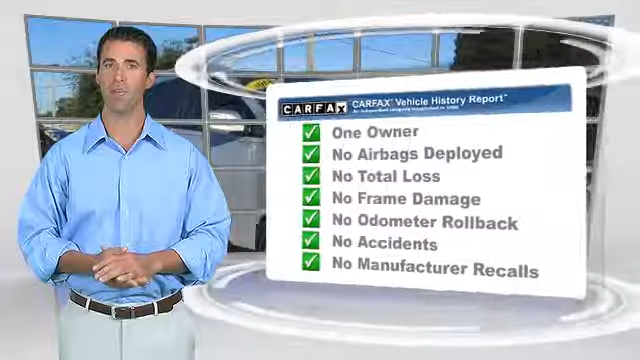 CARFAX CARFAX Vehicle History Report™
One Owner
No Airbags Deployed
No Total Loss
No Frame Damage
No Odometer Rollback
No Accidents
No Manufacturer Recalls